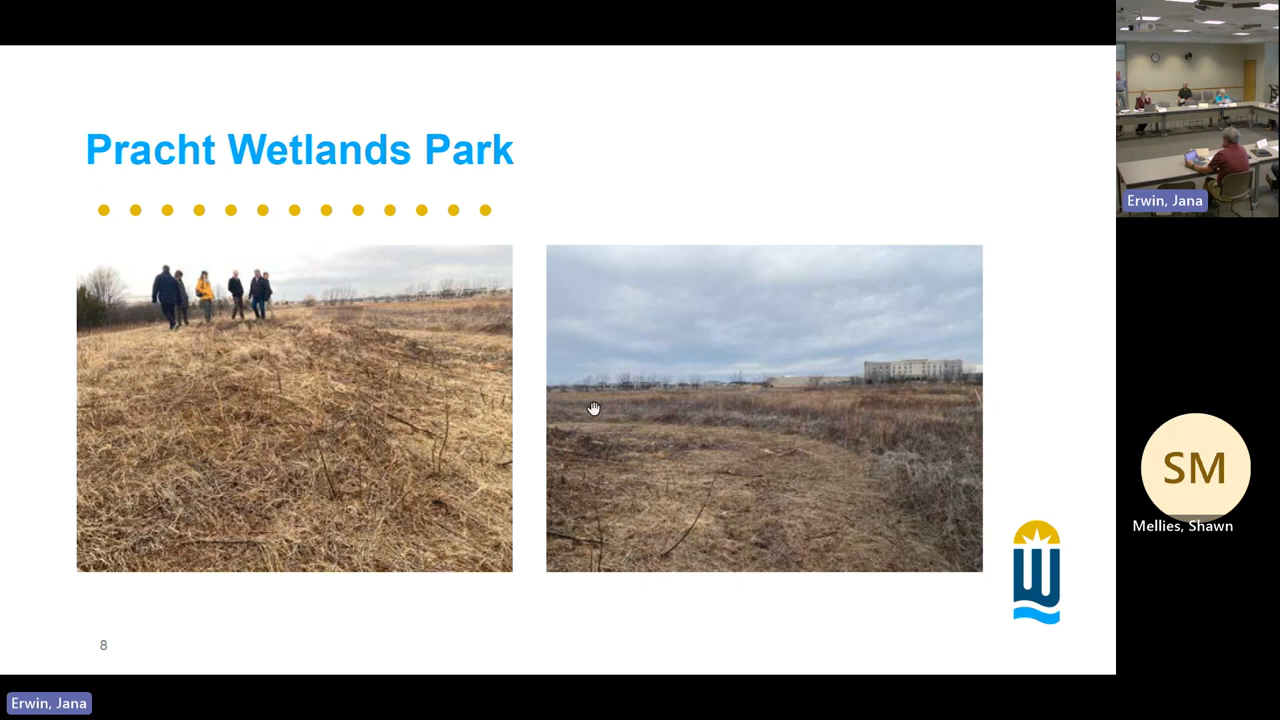 Pracht Wetlands Park
8
Erwin, Jana
SM
Mellies, Shawn
Erwin, Jana